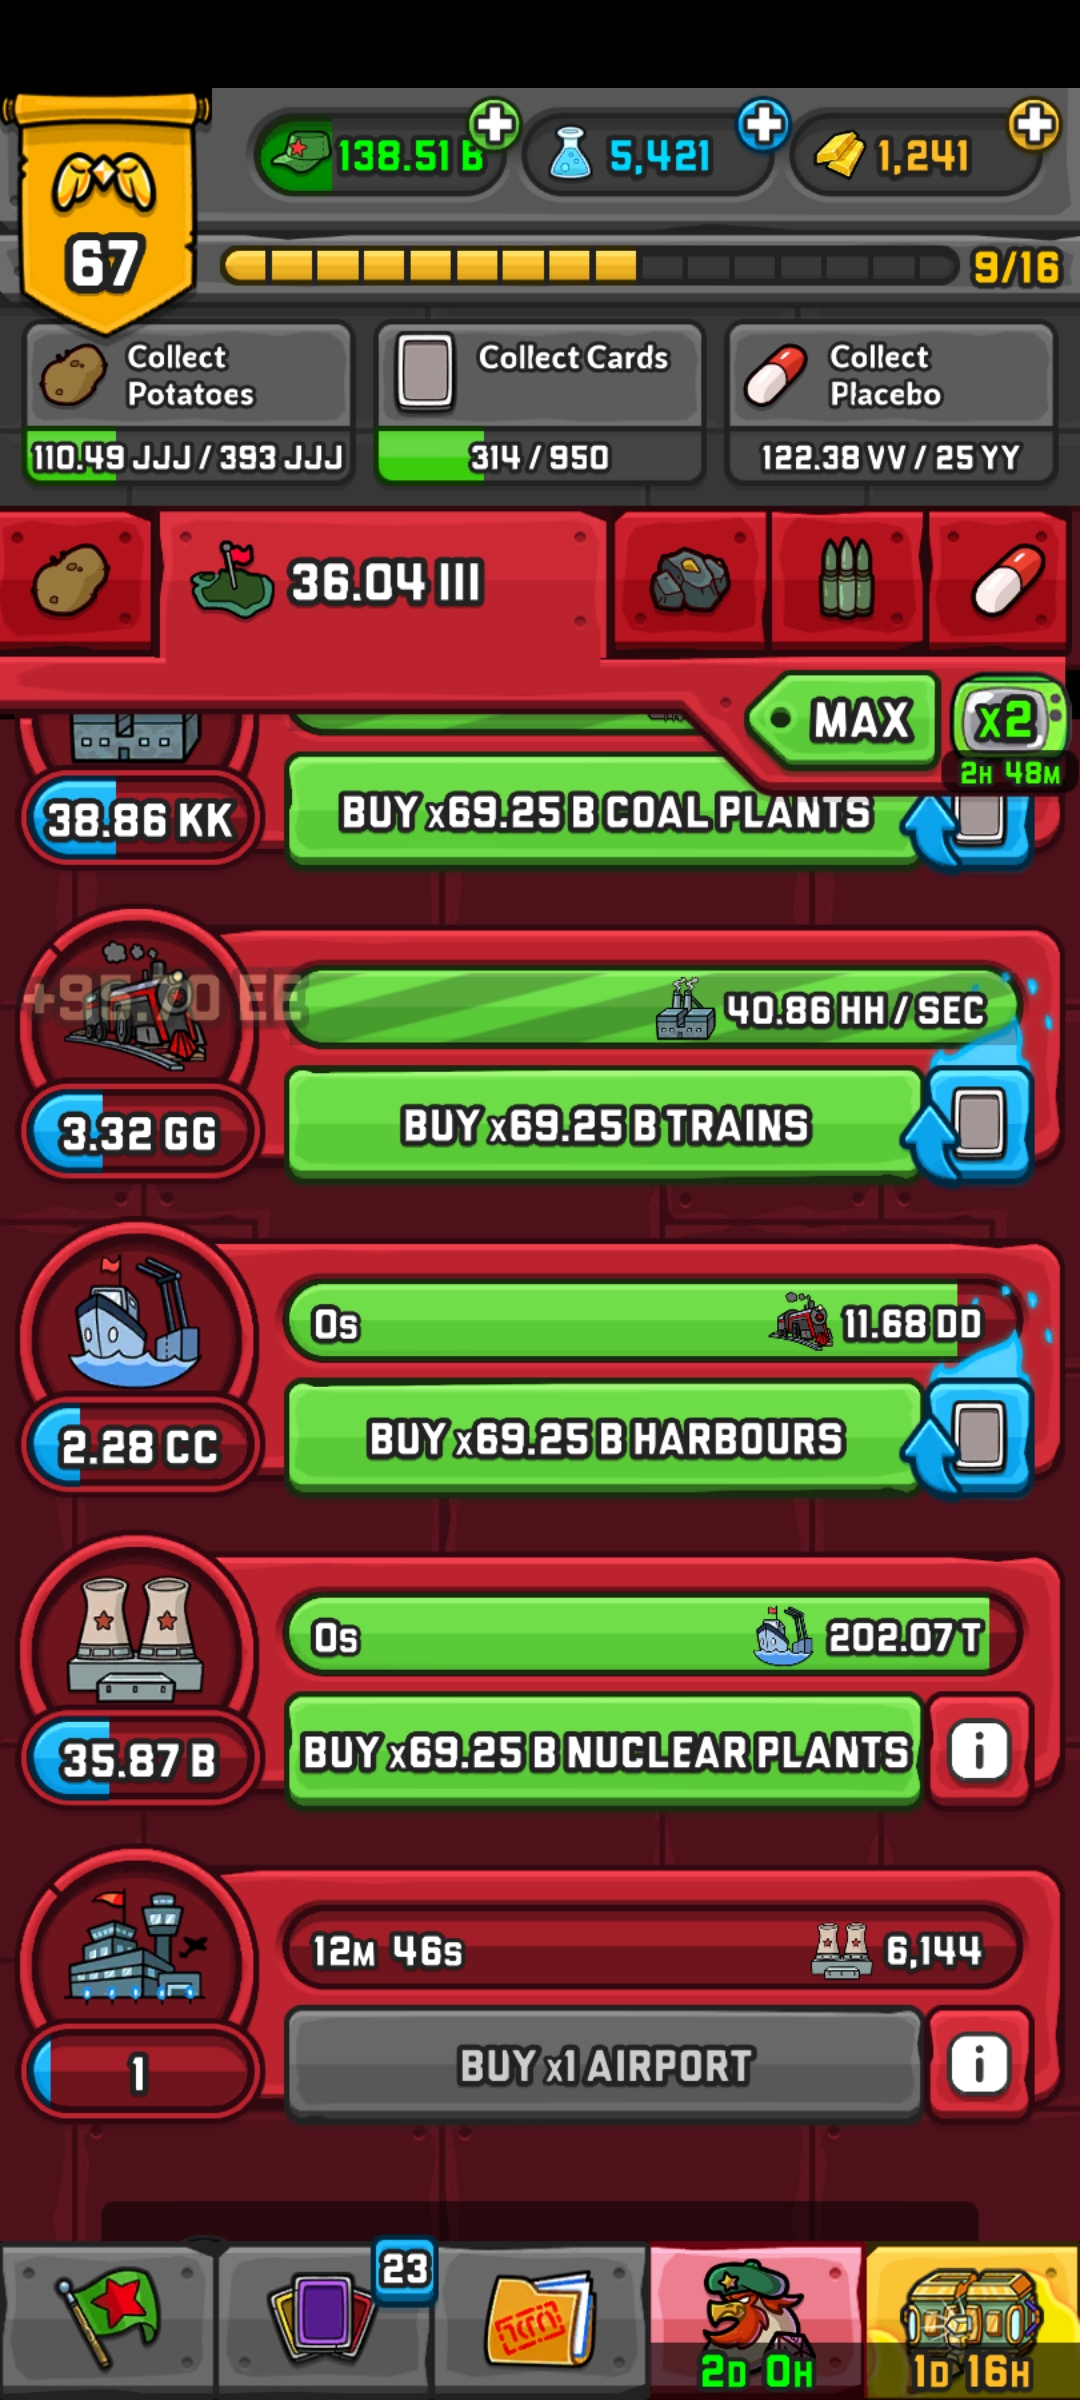 138.51 B
5,421
1,241
67
9/16
Collect
Potatoes
110.49 JJJ / 393 JJJ
Collect Cards
314 / 950
Collect
Placebo
122.38 VV / 25 YY
36.04 III
MAX
x2
2H 48M
38.86 KK
BUY x69.25 B COAL PLANTS
40.86 HH / SEC
3.32 GG
BUY x69.25 B TRAINS
0s
11.68 DD
2.28 CC
BUY x69.25 B HARBOURS
0s
202.07 T
35.87 B
BUY x69.25 B NUCLEAR PLANTS
i
12M 46s
6,144
1
BUY x1 AIRPORT
i
23
2D 0H
1D 16H